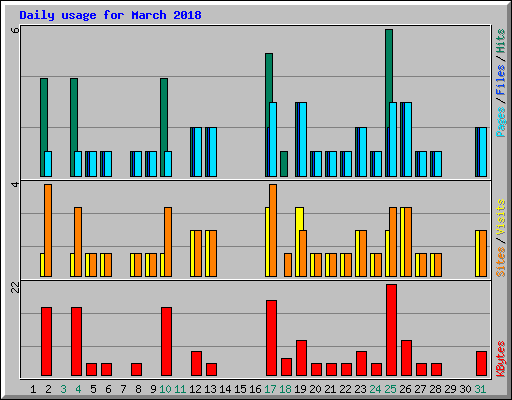 Daily usage for March 2018
6
Pages/Files/Hits
4
Sites/Visits
22
KBytes
1 2 3 4 5 6 7 8 9 10 11 12 13 14 15 16 17 18 19 20 21 22 23 24 25 26 27 28 29 30 31